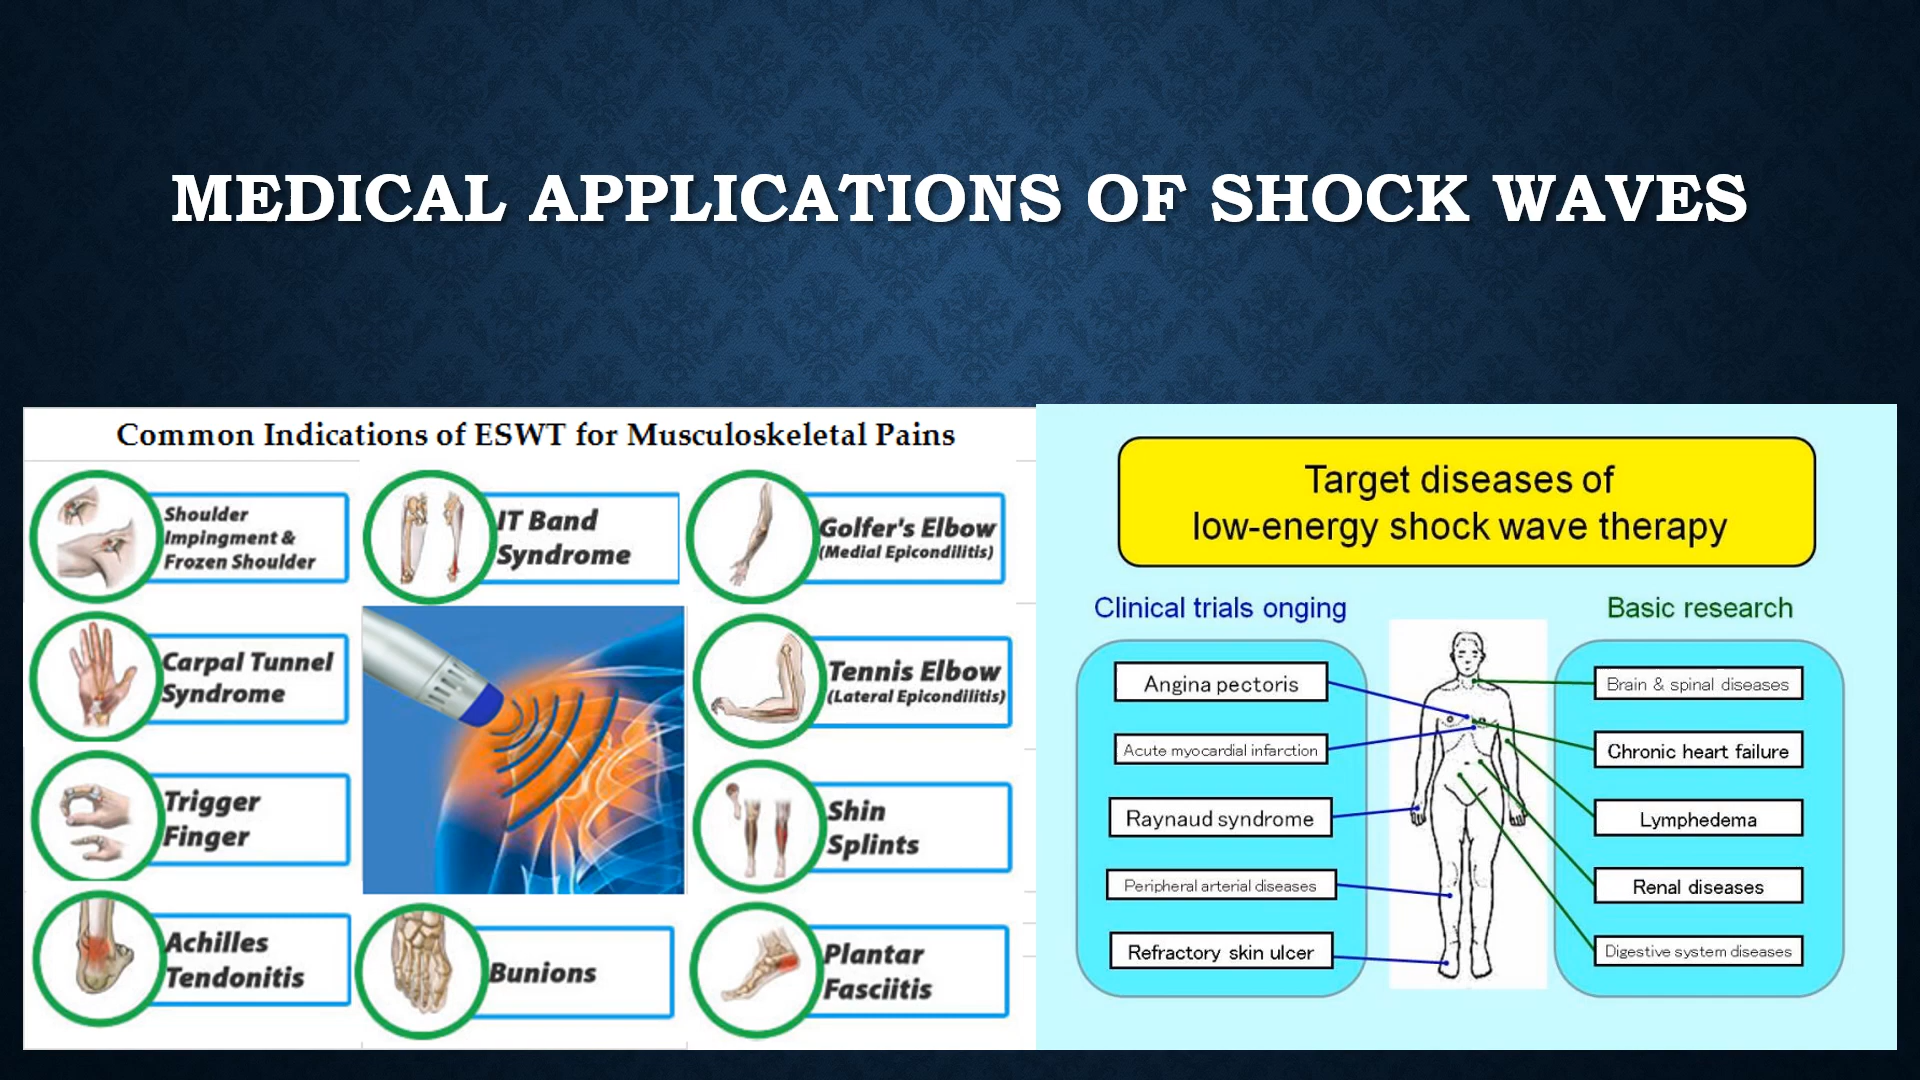 MEDICAL APPLICATIONS OF SHOCK WAVES
Common Indications of ESWT for Musculoskeletal Pains
Shoulder
Impingment &
Frozen Shoulder
IT Band
Syndrome
Golfer's Elbow
(Medial Epicondilitis)
Carpal Tunnel
Syndrome
Tennis Elbow
(Lateral Epicondilitis)
Trigger
Finger
Shin
Splints
Achilles
Tendonitis
Bunions
Plantar
Fasciitis
Target diseases of
low-energy shock wave therapy
Clinical trials onging
Angina pectoris
Acute myocardial infarction
Raynaud syndrome
Peripheral arterial diseases
Refractory skin ulcer
Basic research
Brain & spinal diseases
Chronic heart failure
Lymphedema
Renal diseases
Digestive system diseases